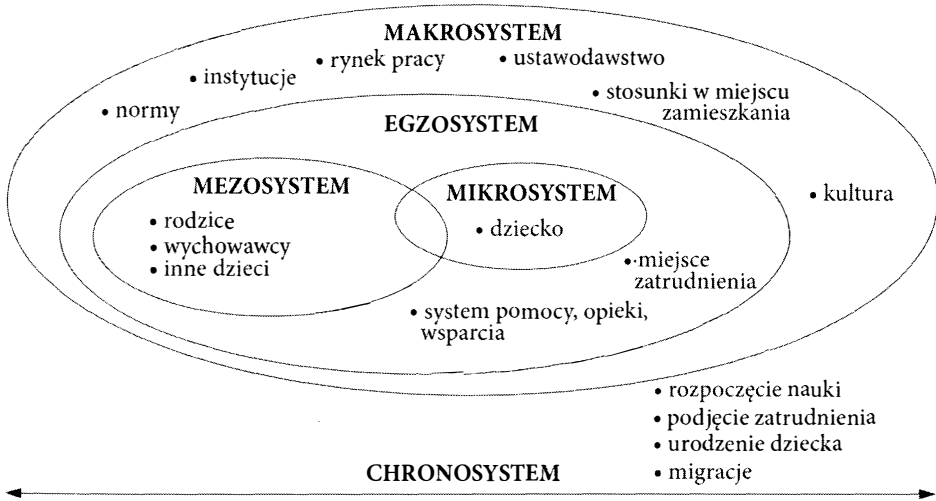 MAKROSYSTEM
• rynek pracy
• ustawodawstwo
• instytucje
• stosunki w miejscu
zamieszkania
• normy
EGZOSYSTEM
MEZOSYSTEM
• rodzice
• wychowawcy
• inne dzieci
MIKROSYSTEM
• dziecko
• kultura
• miejsce
zatrudnienia
• system pomocy, opieki,
wsparcia
• rozpoczęcie nauki
• podjęcie zatrudnienia
• urodzenie dziecka
• migracje
CHRONOSYSTEM